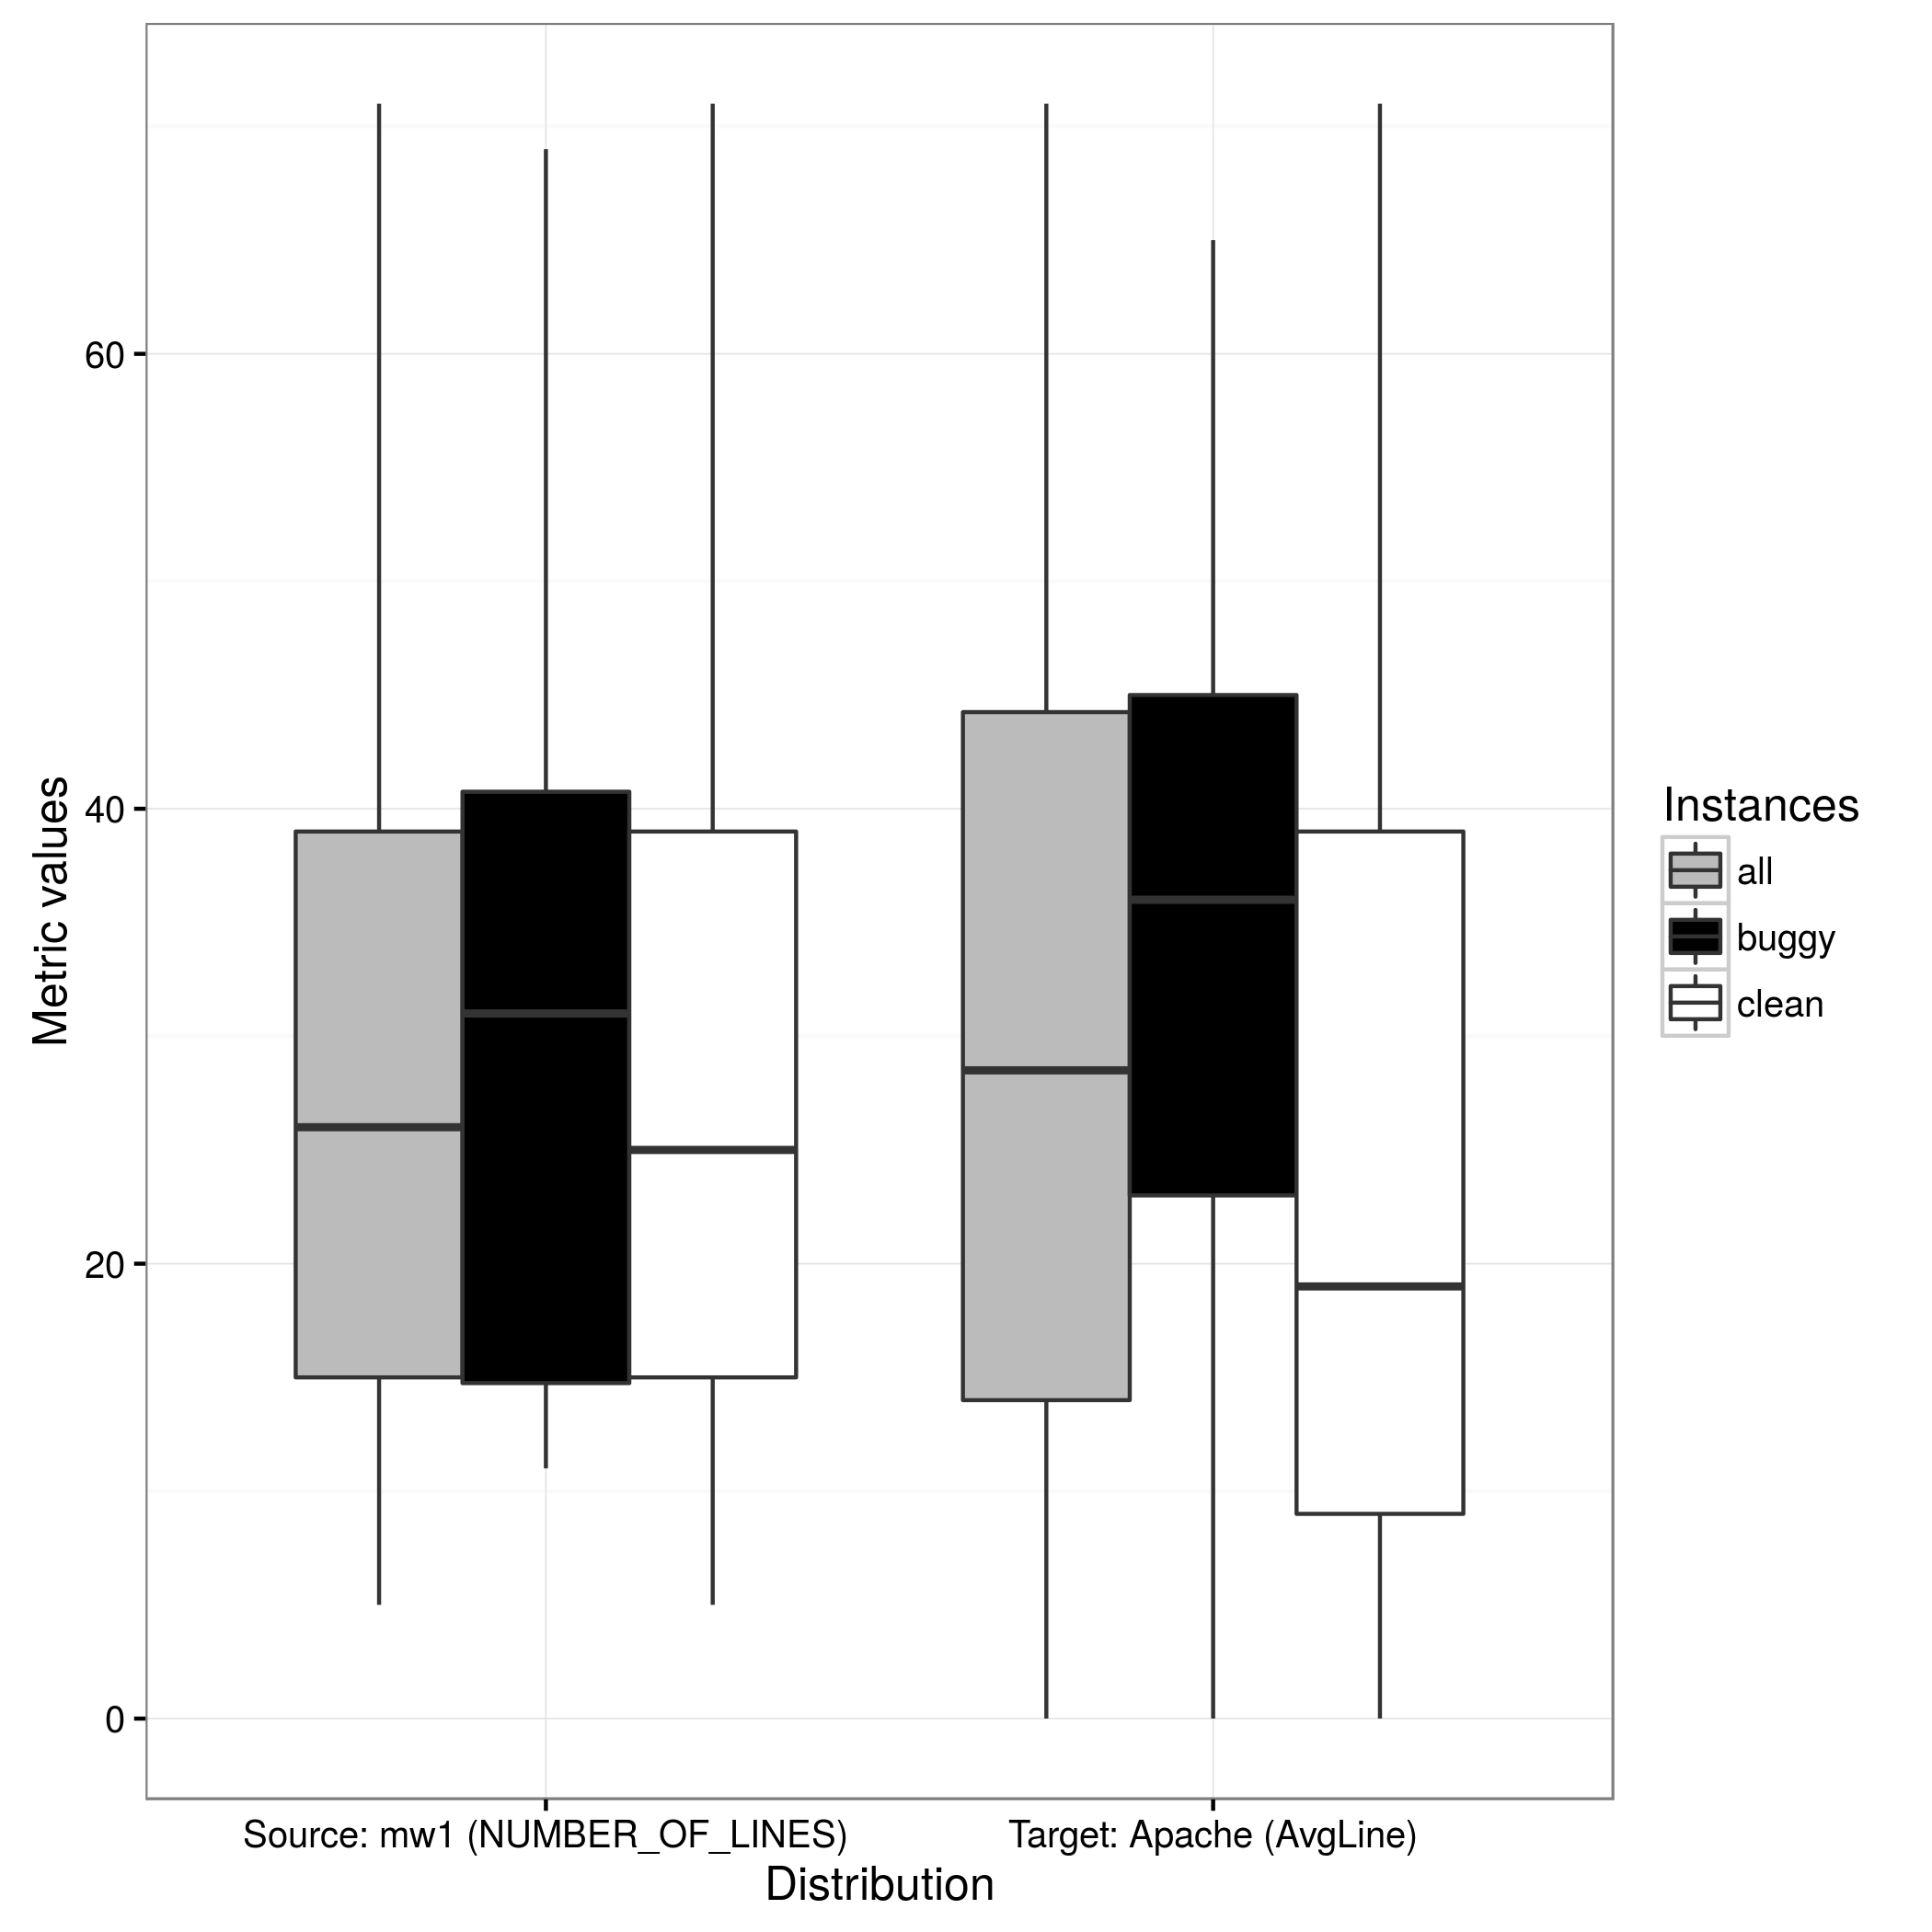 Metric values
60
40
20
0
Source: mw1 (NUMBER_OF_LINES)
Target: Apache (AvgLine)
Distribution
Instances
all
buggy
clean